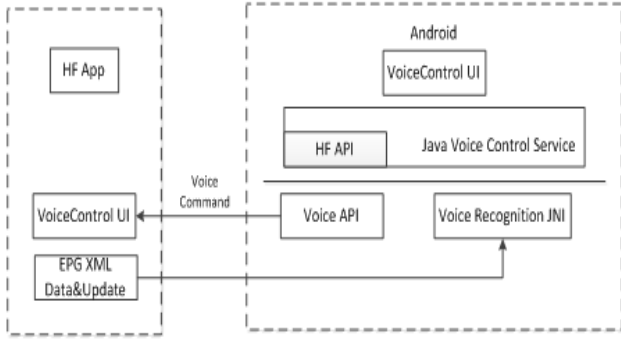 HF App
VoiceControl UI
EPG XML
Data&Update
Voice
Command
Android
VoiceControl UI
HF API
Java Voice Control Service
Voice API
Voice Recognition JNI